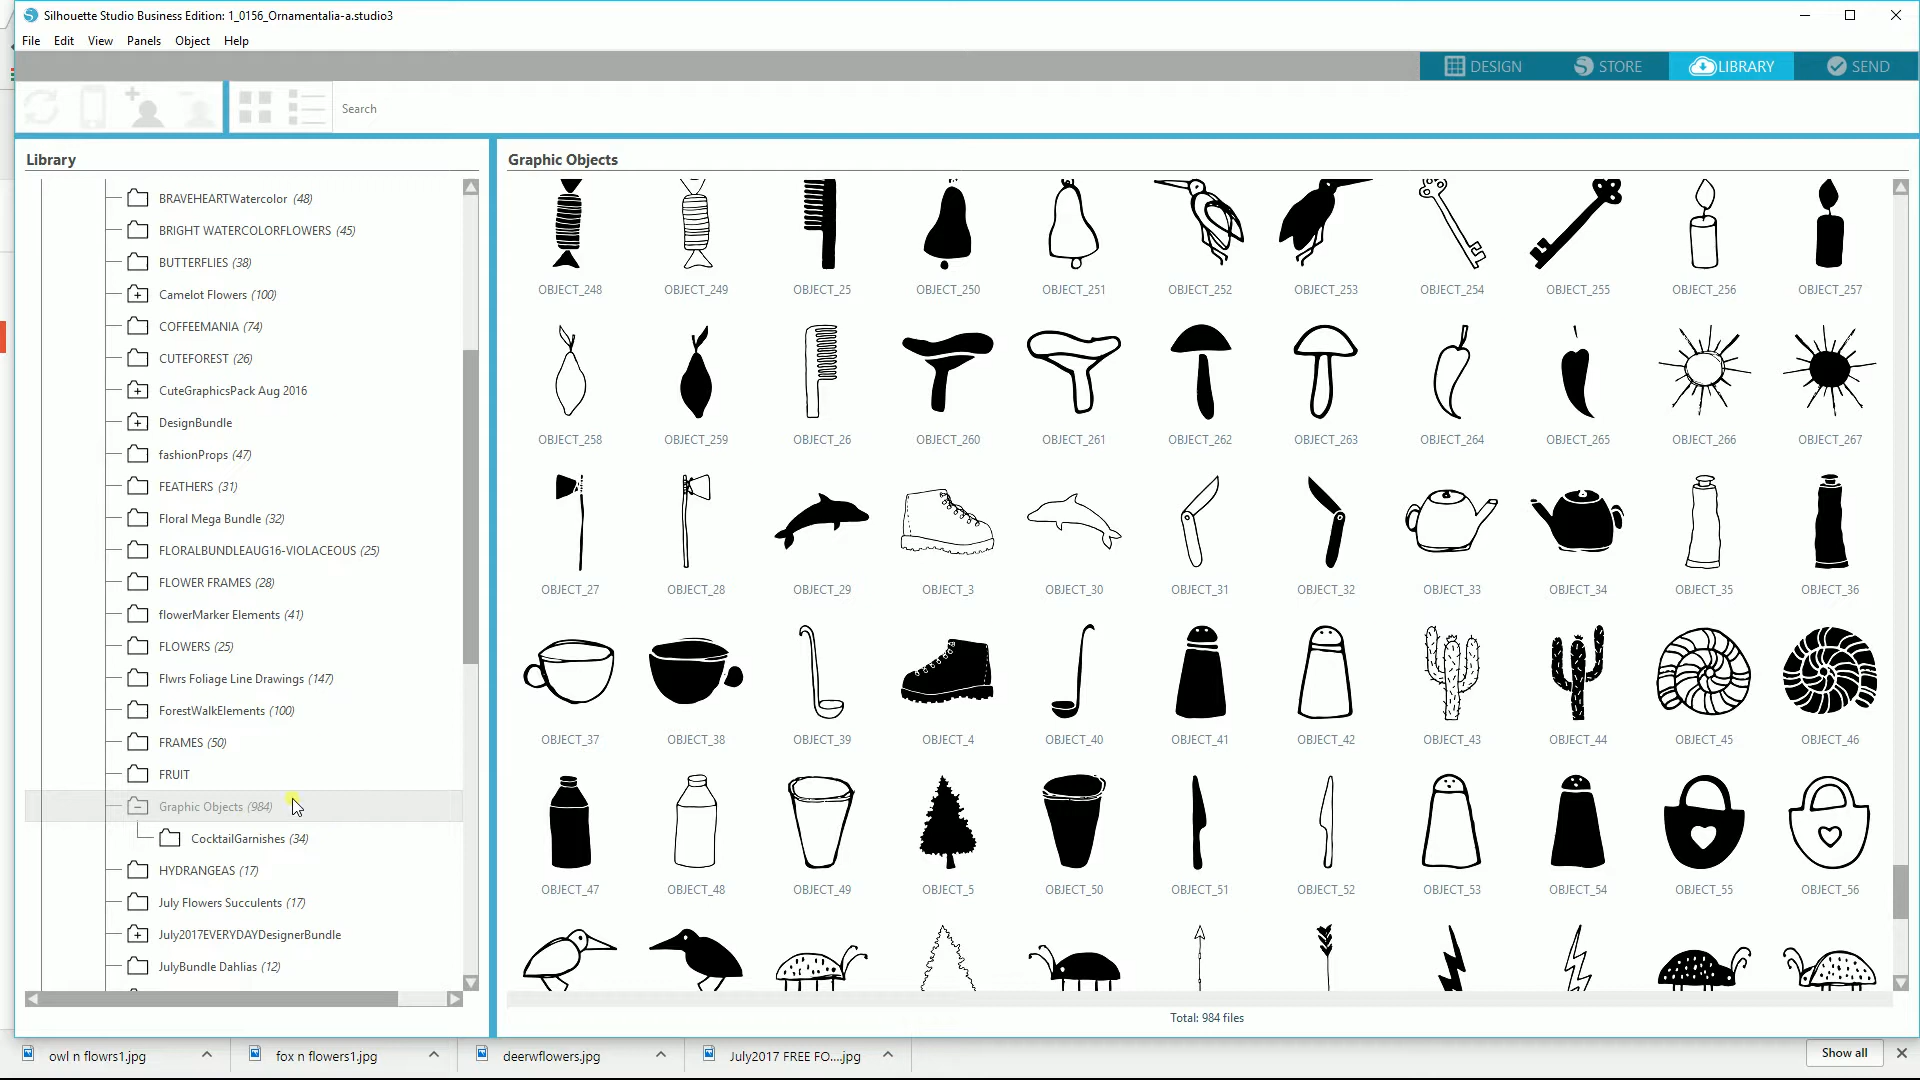 Silhouette Studio Business Edition: 1_0156_Ornamentalia-a.studio3
File Edit View Panels Object Help
DESIGN STORE LIBRARY SEND
Search
Library
BRAVEHEARTWatercolor (48)
BRIGHT WATERCOLORFLOWERS (45)
BUTTERFLIES (38)
Camelot Flowers (100)
COFFEEMANIA (74)
CUTEFOREST (26)
CuteGraphicsPack Aug 2016
DesignBundle
fashionProps (47)
FEATHERS (31)
Floral Mega Bundle (32)
FLORALBUNDLEAUG16-VIOLACEOUS (25)
FLOWER FRAMES (28)
flowerMarker Elements (41)
FLOWERS (25)
Flwrs Foliage Line Drawings (147)
ForestWalkElements (100)
FRAMES (50)
FRUIT
Graphic Objects (984)
CocktailGarnishes (34)
HYDRANGEAS (17)
July Flowers Succulents (17)
July2017EVERYDAYDesignerBundle
JulyBundle Dahlias (12)
Graphic Objects
OBJECT_248 OBJECT_249 OBJECT_25 OBJECT_250 OBJECT_251 OBJECT_252 OBJECT_253 OBJECT_254 OBJECT_255 OBJECT_256 OBJECT_257
OBJECT_258 OBJECT_259 OBJECT_26 OBJECT_260 OBJECT_261 OBJECT_262 OBJECT_263 OBJECT_264 OBJECT_265 OBJECT_266 OBJECT_267
OBJECT_27 OBJECT_28 OBJECT_29 OBJECT_3 OBJECT_30 OBJECT_31 OBJECT_32 OBJECT_33 OBJECT_34 OBJECT_35 OBJECT_36
OBJECT_37 OBJECT_38 OBJECT_39 OBJECT_4 OBJECT_40 OBJECT_41 OBJECT_42 OBJECT_43 OBJECT_44 OBJECT_45 OBJECT_46
OBJECT_47 OBJECT_48 OBJECT_49 OBJECT_5 OBJECT_50 OBJECT_51 OBJECT_52 OBJECT_53 OBJECT_54 OBJECT_55 OBJECT_56
Total: 984 files
owl n flowrs1.jpg fox n flowers1.jpg deerwflowers.jpg July2017 FREE FO....jpg Show all